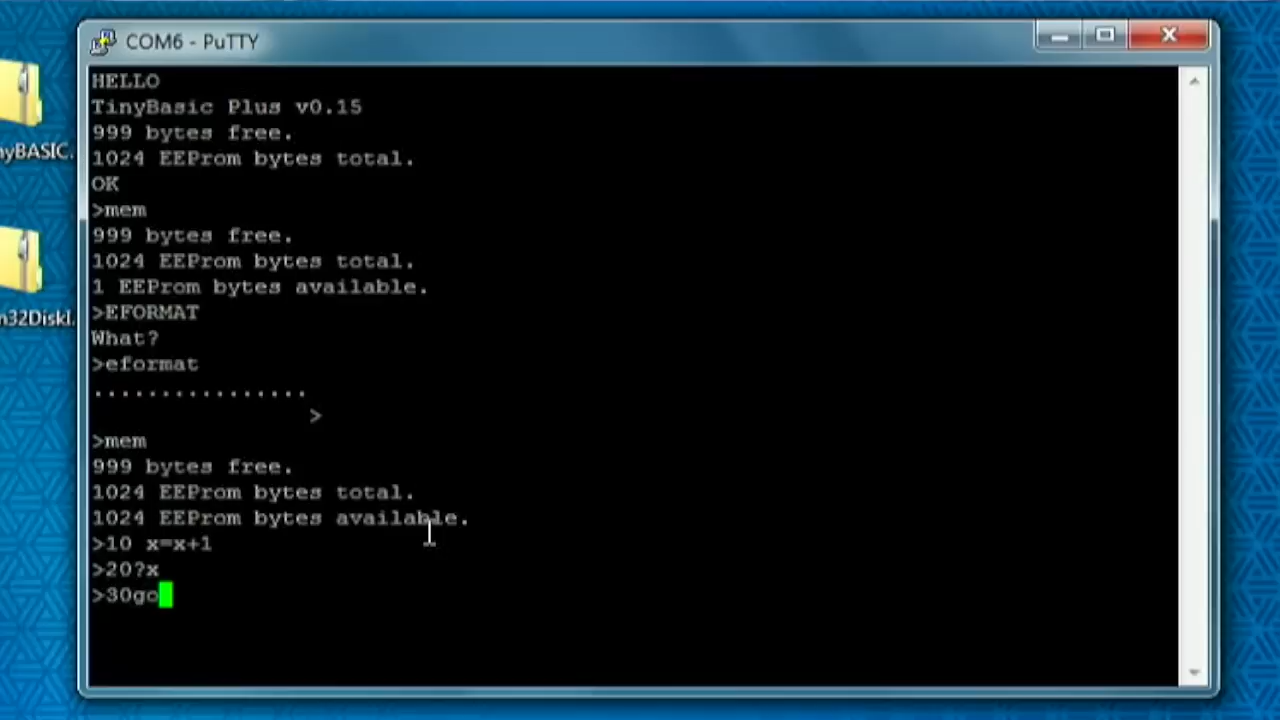 COM6 - PuTTY
HELLO
TinyBasic Plus v0.15
999 bytes free.
1024 EEProm bytes total.
OK
>mem
999 bytes free.
1024 EEProm bytes total.
1 EEProm bytes available.
>EFORMAT
What?
>eformat
................
>
>mem
999 bytes free.
1024 EEProm bytes total.
1024 EEProm bytes available.
>10 x=x+1
>20?x
>30go
nyBASIC.
n32DiskI.